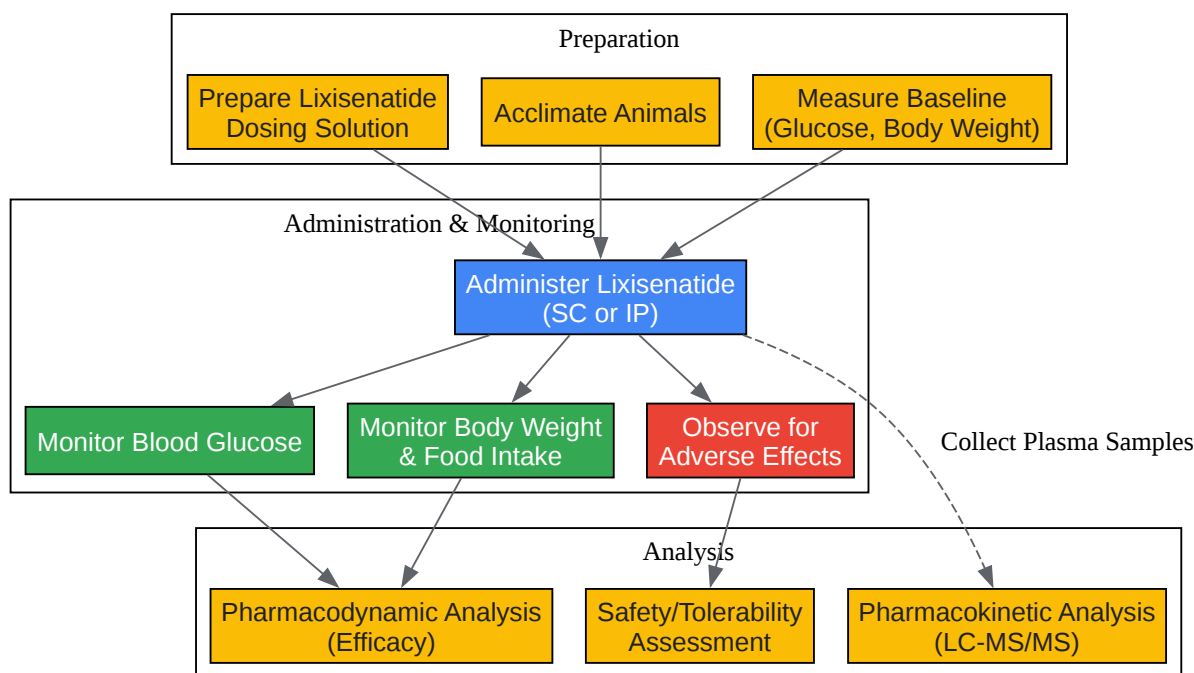 Preparation
Prepare Lixisenatide
Dosing Solution
Acclimate Animals
Measure Baseline
(Glucose, Body Weight)
Administration & Monitoring
Administer Lixisenatide
(SC or IP)
Monitor Blood Glucose
Monitor Body Weight
& Food Intake
Observe for
Adverse Effects
Collect Plasma Samples
Analysis
Pharmacodynamic Analysis
(Efficacy)
Safety/Tolerability
Assessment
Pharmacokinetic Analysis
(LC-MS/MS)